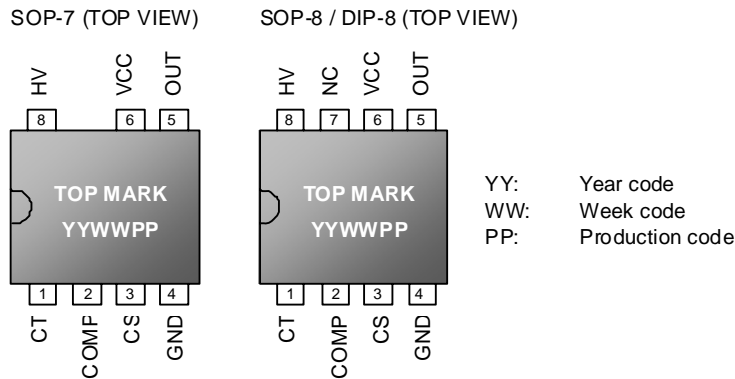 SOP-7 (TOP VIEW)
HV
VCC
OUT
8
6
5
TOP MARK
YYWWPP
1
2
3
4
CT
COMP
CS
GND
SOP-8 / DIP-8 (TOP VIEW)
HV
NC
VCC
OUT
8
7
6
5
TOP MARK
YYWWPP
1
2
3
4
CT
COMP
CS
GND
YY: Year code
WW: Week code
PP: Production code